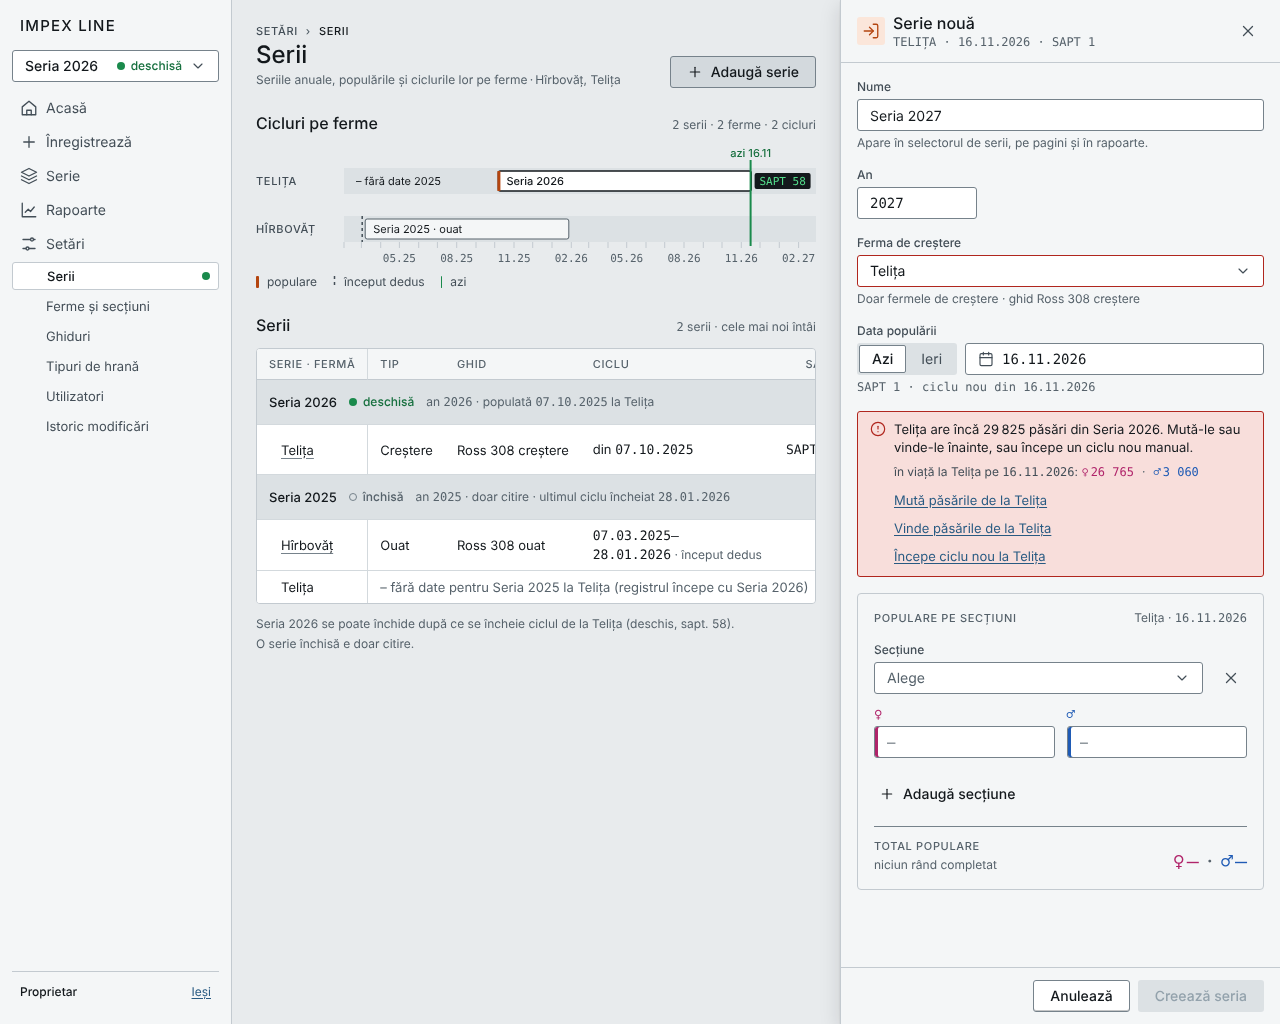 IMPEX LINE
Seria 2026 deschisă
Acasă
Înregistrează
Serie
Rapoarte
Setări
Serii
Ferme și secțiuni
Ghiduri
Tipuri de hrană
Utilizatori
Istoric modificări
Proprietar Ieși
SETĂRI › SERII
Serii
Seriile anuale, populările și ciclurile lor pe ferme · Hîrbovăț, Telița
Adaugă serie
Cicluri pe ferme 2 serii · 2 ferme · 2 cicluri
azi 16.11
TELIȚA – fără date 2025 Seria 2026 SAPT 58
HÎRBOVĂȚ Seria 2025 · ouat
05.25 08.25 11.25 02.26 05.26 08.26 11.26 02.27
populare început dedus azi
Serii 2 serii · cele mai noi întâi
SERIE · FERMĂ TIP GHID CICLU
Seria 2026 deschisă an 2026 · populată 07.10.2025 la Telița
Telița Creștere Ross 308 creștere din 07.10.2025 SAPT
Seria 2025 închisă an 2025 · doar citire · ultimul ciclu încheiat 28.01.2026
Hîrbovăț Ouat Ross 308 ouat 07.03.2025–
28.01.2026 · început dedus
Telița – fără date pentru Seria 2025 la Telița (registrul începe cu Seria 2026)
Seria 2026 se poate închide după ce se încheie ciclul de la Telița (deschis, sapt. 58).
O serie închisă e doar citire.
Serie nouă
TELIȚA · 16.11.2026 · SAPT 1
Nume
Seria 2027
Apare în selectorul de serii, pe pagini și în rapoarte.
An
2027
Ferma de creștere
Telița
Doar fermele de creștere · ghid Ross 308 creștere
Data populării
Azi Ieri 16.11.2026
SAPT 1 · ciclu nou din 16.11.2026
Telița are încă 29 825 păsări din Seria 2026. Mută-le sau
vinde-le înainte, sau începe un ciclu nou manual.
în viață la Telița pe 16.11.2026: ♀26 765 · ♂3 060
Mută păsările de la Telița
Vinde păsările de la Telița
Începe ciclu nou la Telița
POPULARE PE SECȚIUNI Telița · 16.11.2026
Secțiune
Alege
♀ ♂
– –
Adaugă secțiune
TOTAL POPULARE
niciun rând completat ♀– · ♂–
Anulează Creează seria